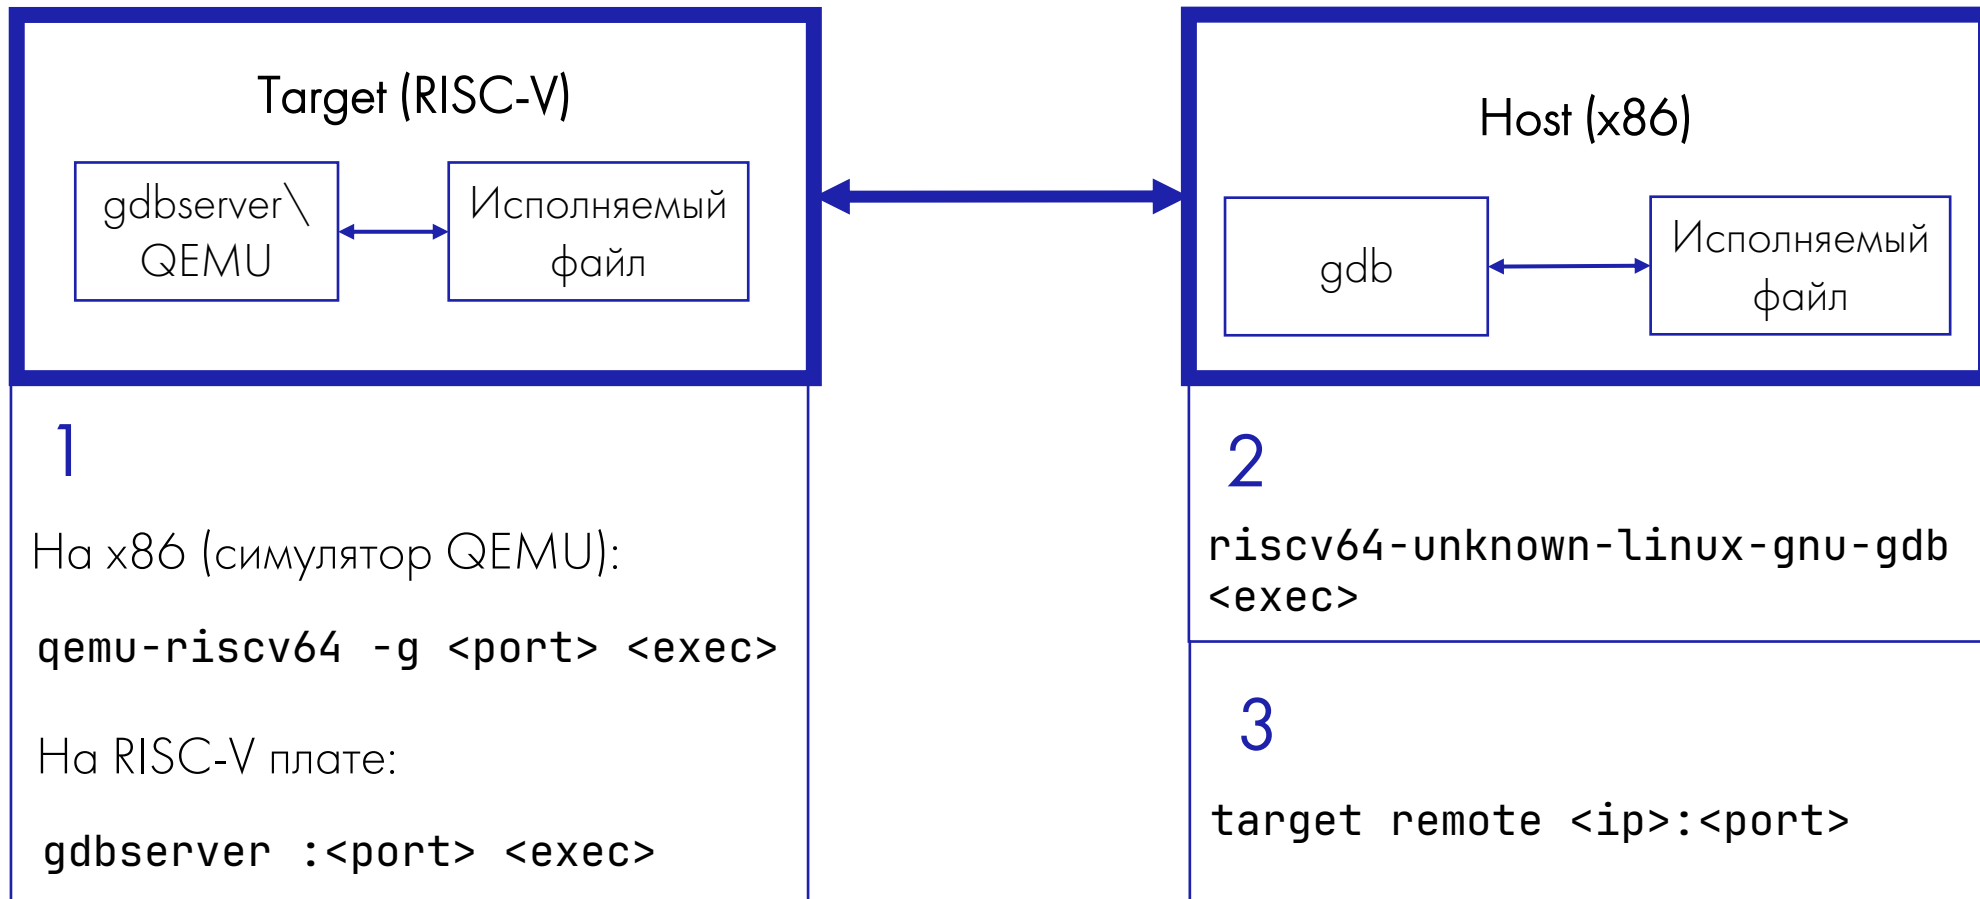 Target (RISC-V)
gdbserver\
QEMU
Исполняемый
файл
Host (x86)
gdb
Исполняемый
файл
1
На x86 (симулятор QEMU):
qemu-riscv64 -g <port> <exec>
На RISC-V плате:
gdbserver :<port> <exec>
2
riscv64-unknown-linux-gnu-gdb
<exec>
3
target remote <ip>:<port>